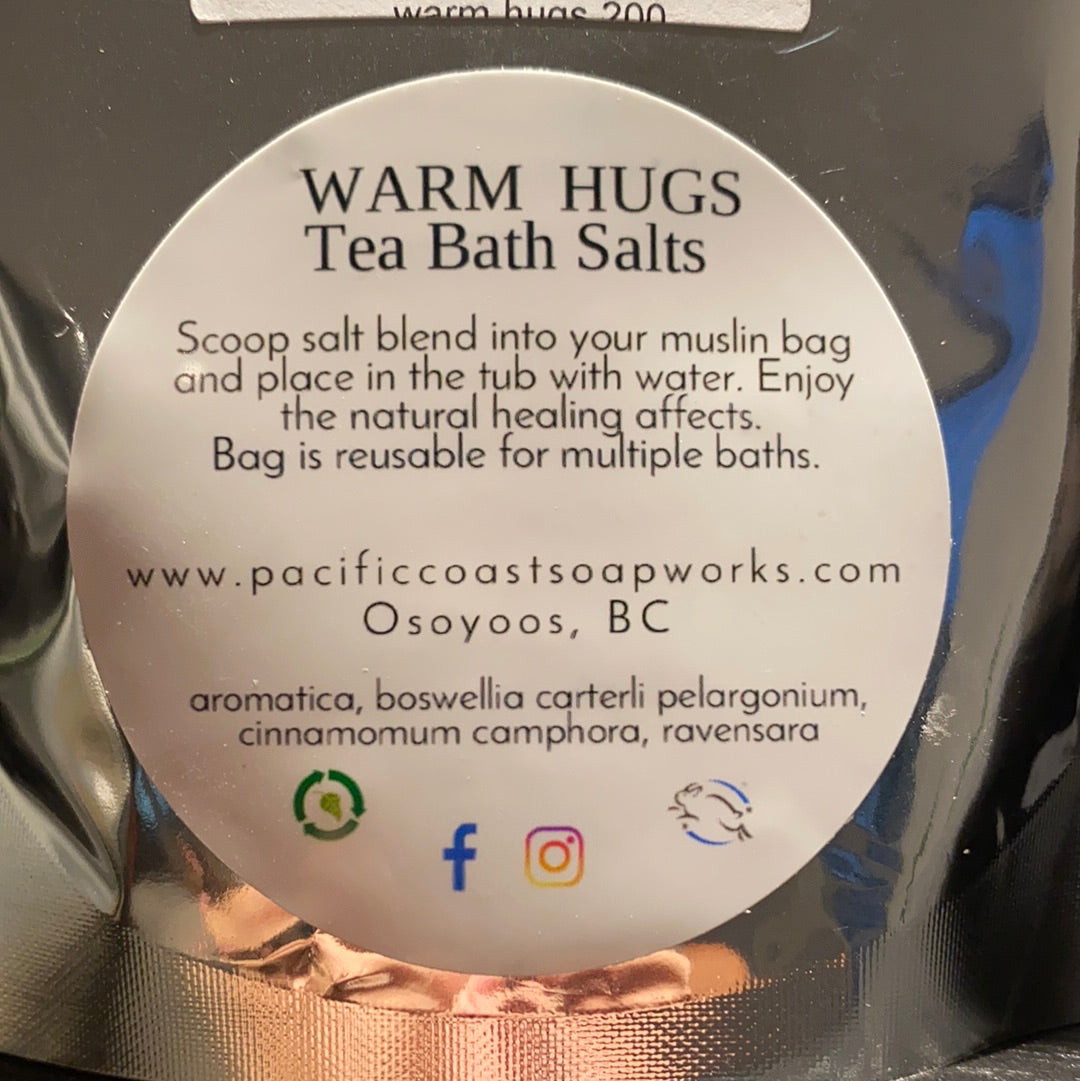 warm hugs 200
WARM HUGS
Tea Bath Salts
Scoop salt blend into your muslin bag
and place in the tub with water. Enjoy
the natural healing affects.
Bag is reusable for multiple baths.
www.pacificcoastsoapworks.com
Osoyoos, BC
aromatica, boswellia carterli pelargonium,
cinnamomum camphora, ravensara